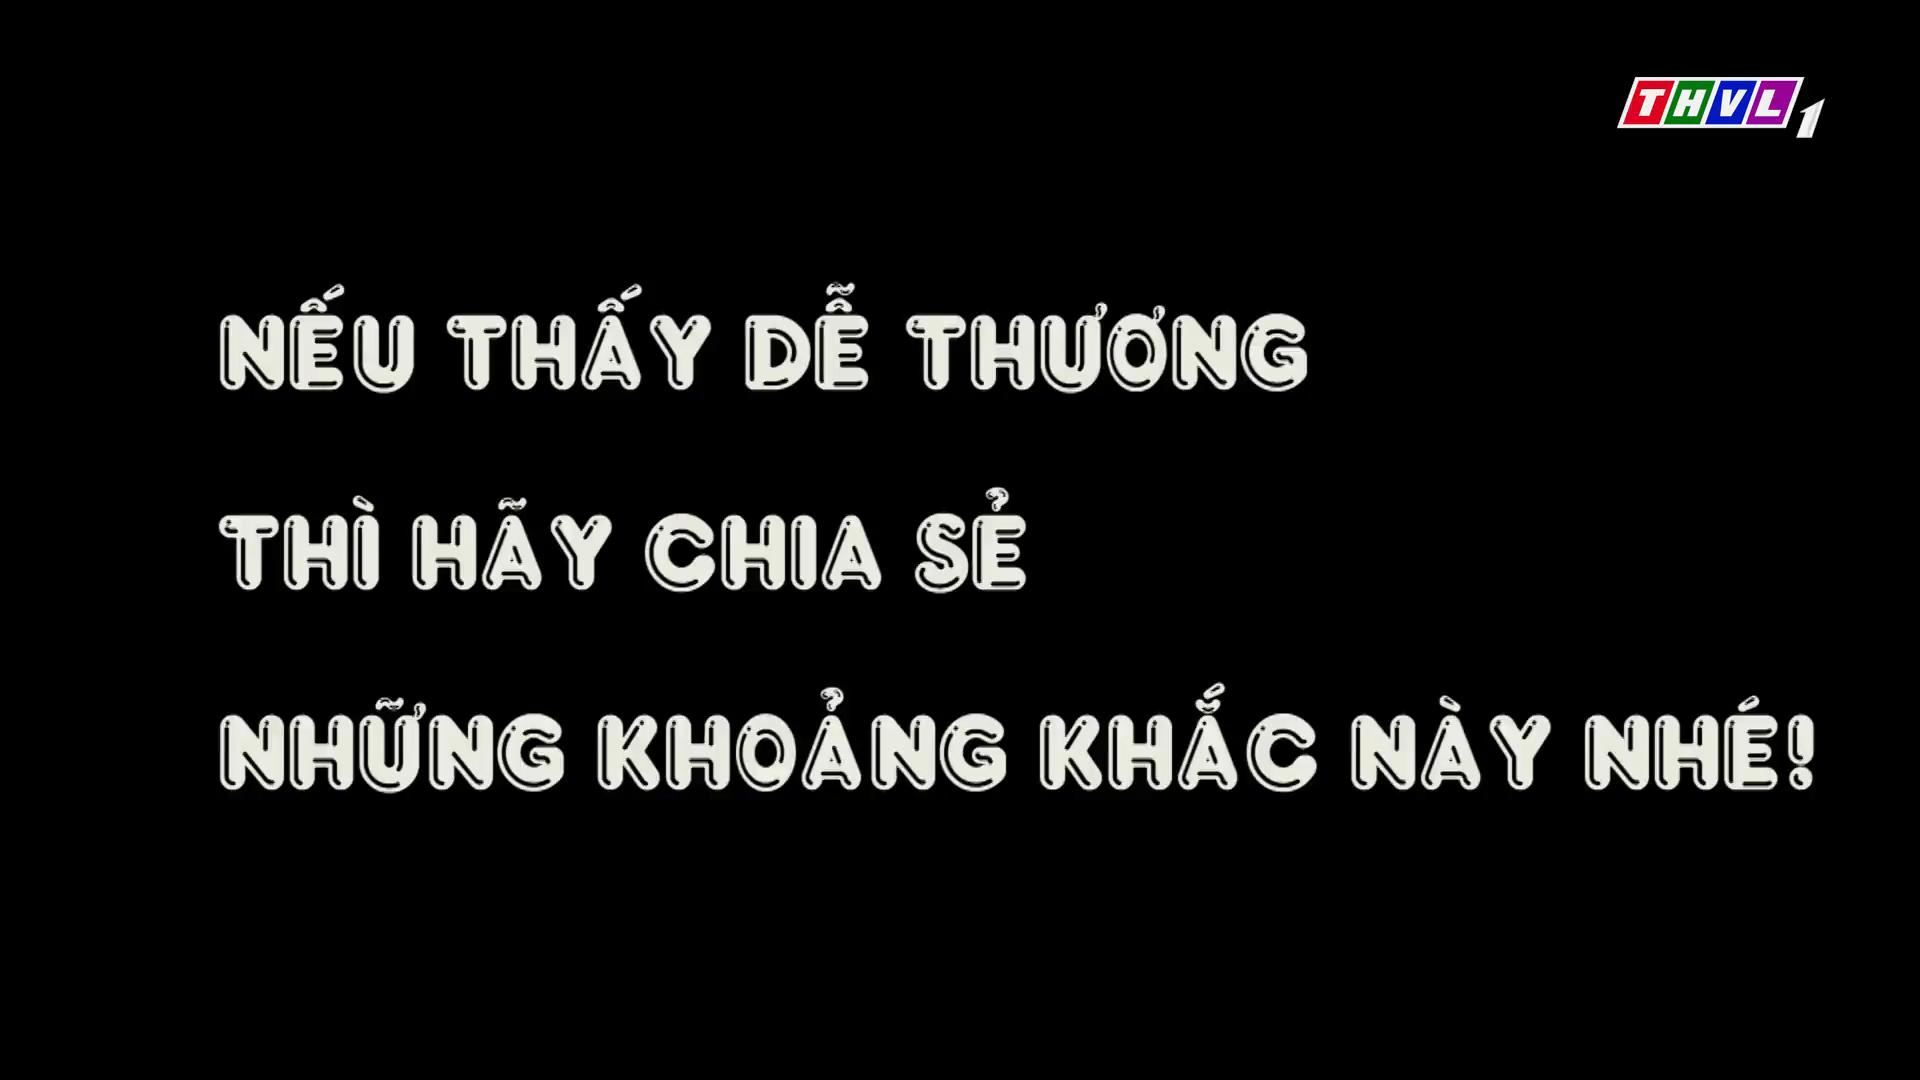 THVL1
NẾU THẤY DỄ THƯƠNG
THÌ HÃY CHIA SẺ
NHỮNG KHOẢNG KHẮC NÀY NHÉ!